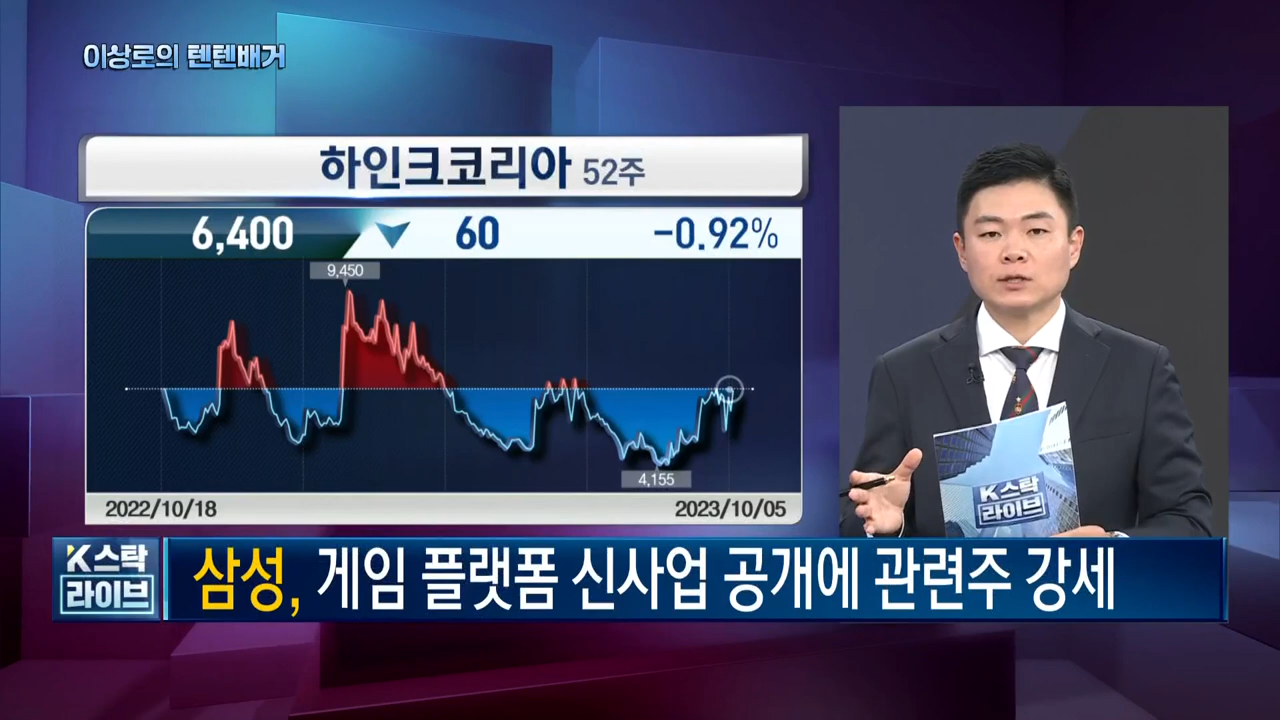 이상로의 텐텐배거
하인크코리아 52주
6,400 60 -0.92%
9,450
4,155
2022/10/18 2023/10/05
K스탁
라이브
K스탁
라이브
삼성, 게임 플랫폼 신사업 공개에 관련주 강세